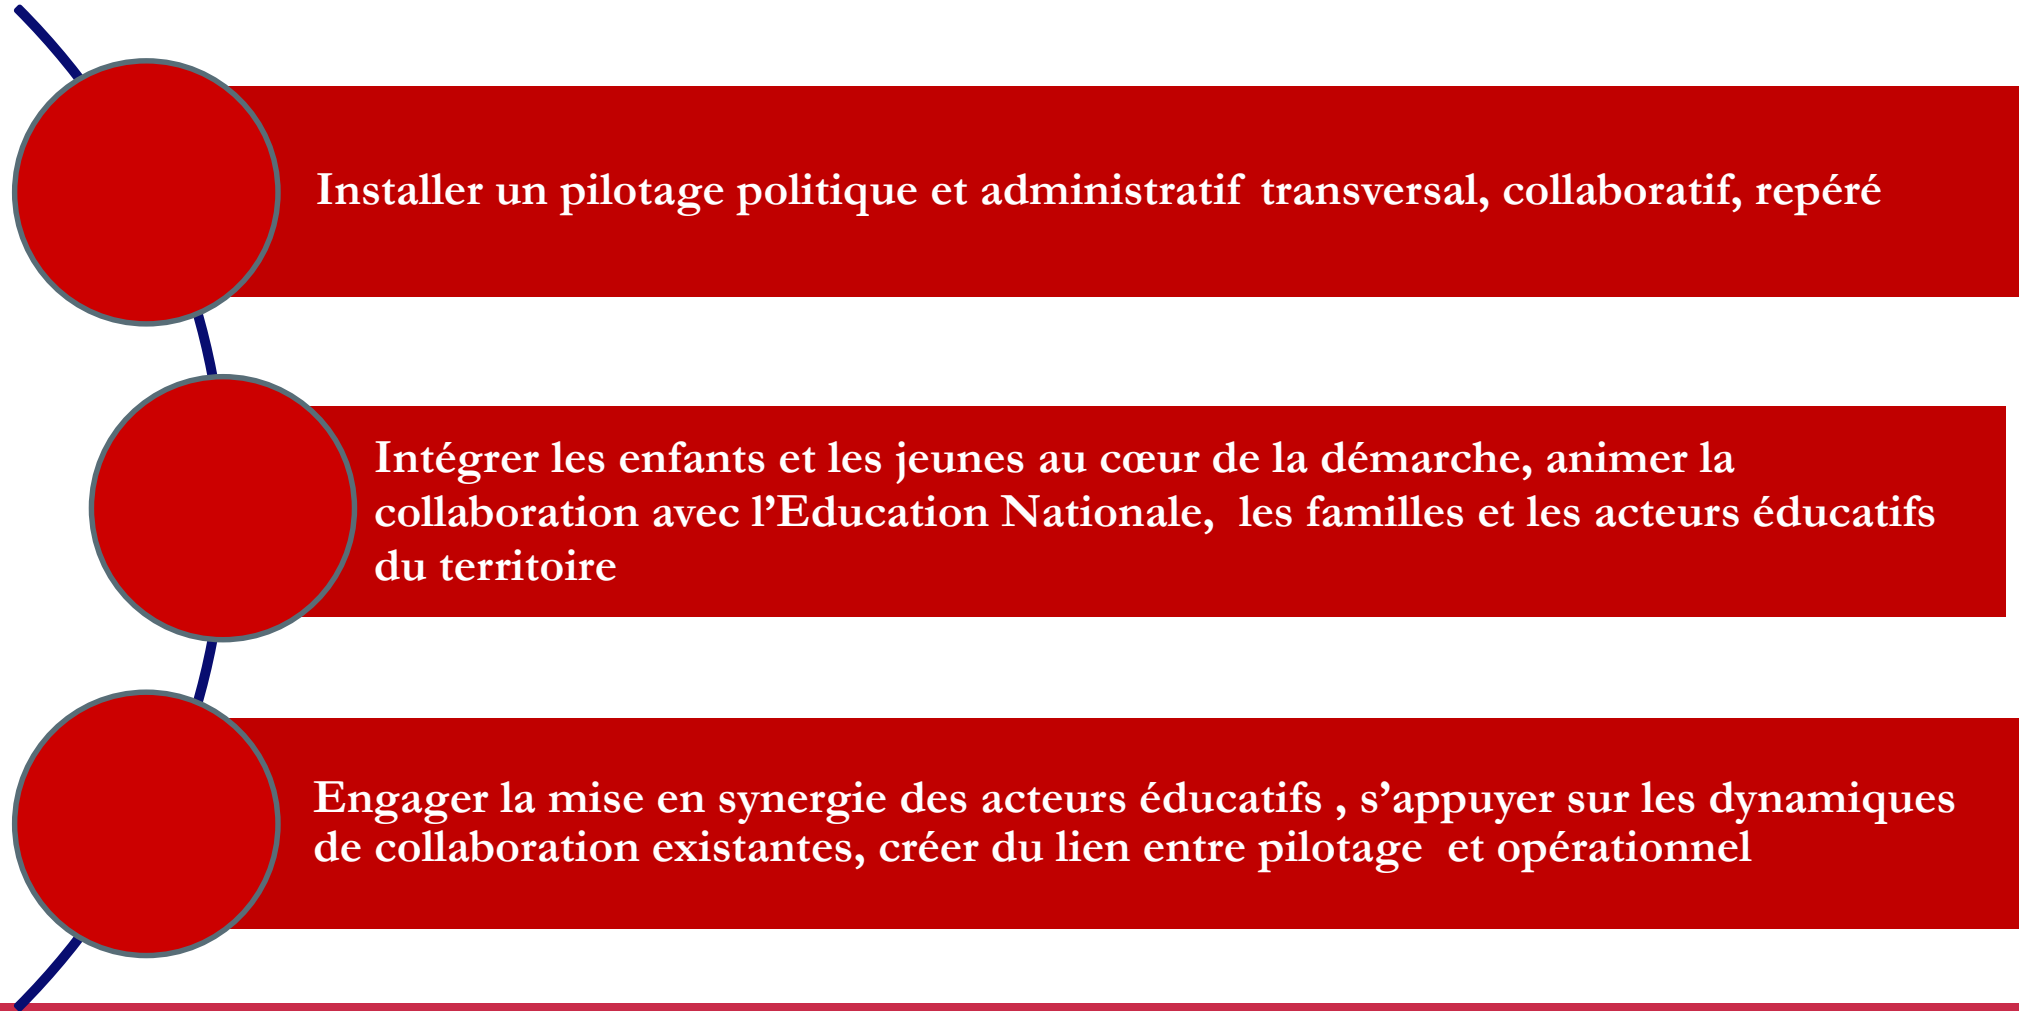 Installer un pilotage politique et administratif transversal, collaboratif, repéré
Intégrer les enfants et les jeunes au cœur de la démarche, animer la
collaboration avec l’Education Nationale, les familles et les acteurs éducatifs
du territoire
Engager la mise en synergie des acteurs éducatifs , s’appuyer sur les dynamiques
de collaboration existantes, créer du lien entre pilotage et opérationnel